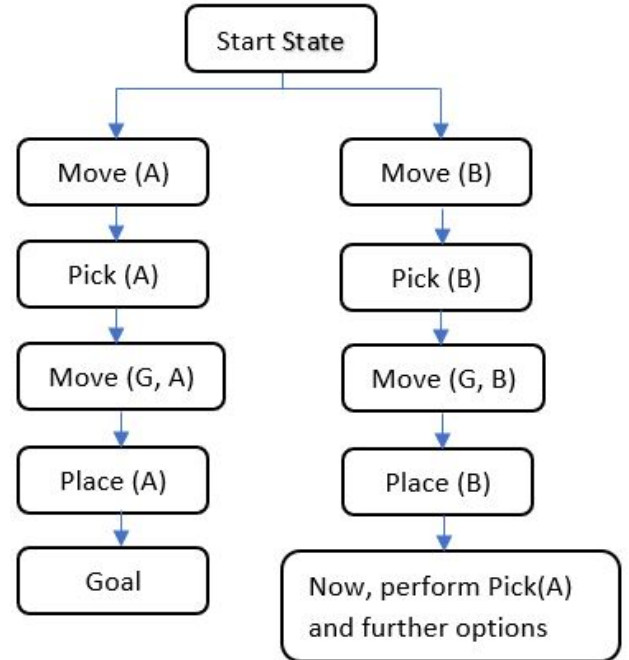 Start State
Move (A)
Move (B)
Pick (A)
Pick (B)
Move (G, A)
Move (G, B)
Place (A)
Place (B)
Goal
Now, perform Pick(A)
and further options